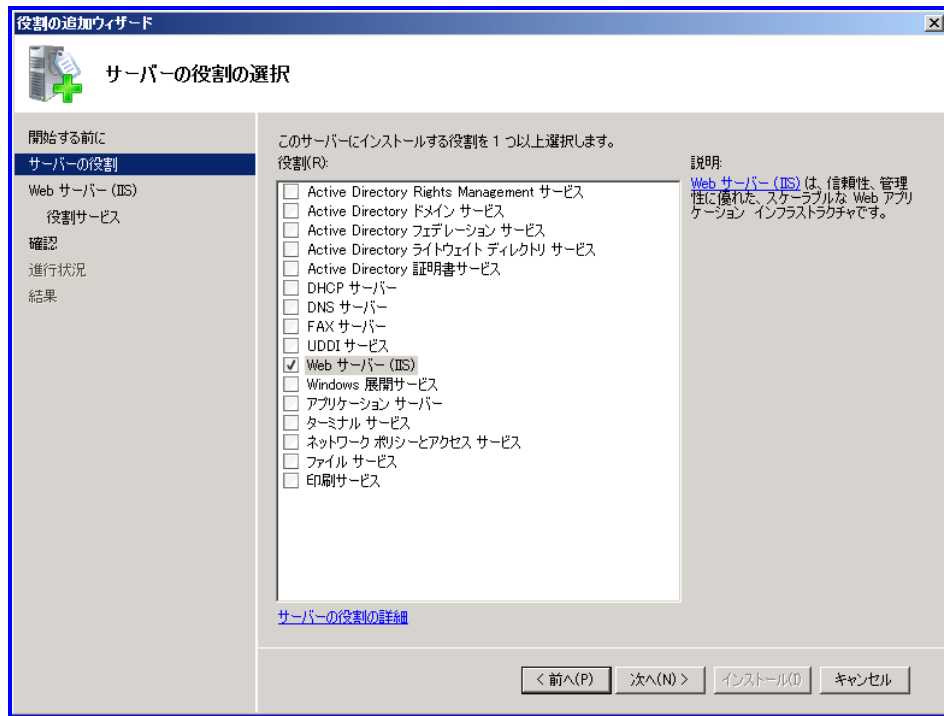 役割の追加ウィザード
サーバーの役割の選択
開始する前に
サーバーの役割
Web サーバー (IIS)
役割サービス
確認
進行状況
結果
このサーバーにインストールする役割を 1 つ以上選択します。
役割(R):
Active Directory Rights Management サービス
Active Directory ドメイン サービス
Active Directory フェデレーション サービス
Active Directory ライトウェイト ディレクトリ サービス
Active Directory 証明書サービス
DHCP サーバー
DNS サーバー
FAX サーバー
UDDI サービス
Web サーバー (IIS)
Windows 展開サービス
アプリケーション サーバー
ターミナル サービス
ネットワーク ポリシーとアクセス サービス
ファイル サービス
印刷サービス
サーバーの役割の詳細
説明:
Web サーバー (IIS) は、信頼性、管理
性に優れた、スケーラブルな Web アプリ
ケーション インフラストラクチャです。
< 前へ(P)
次へ(N) >
インストール(I)
キャンセル